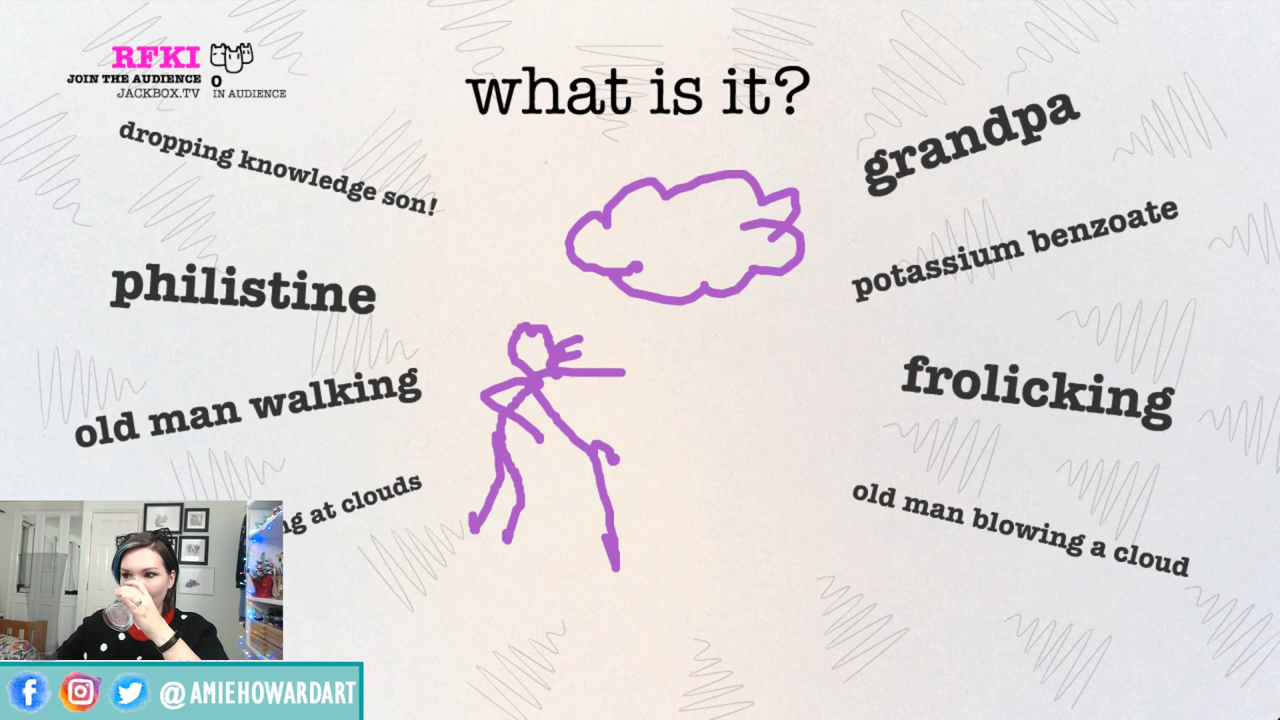 RFKI
JOIN THE AUDIENCE
JACKBOX.TV
0
IN AUDIENCE
what is it?
dropping knowledge son!
philistine
old man walking
at clouds
grandpa
potassium benzoate
frolicking
old man blowing a cloud
@AMIEHOWARDART